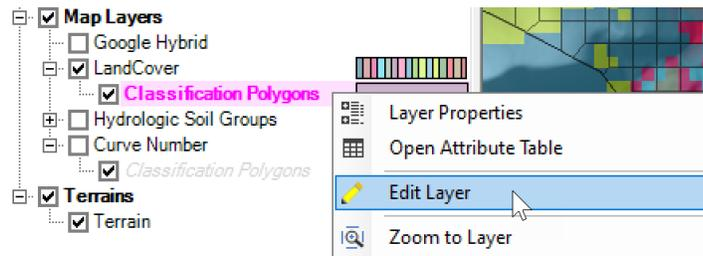 Map Layers
Google Hybrid
LandCover
Classification Polygons
Hydrologic Soil Groups
Curve Number
Classification Polygons
Terrains
Terrain
Layer Properties
Open Attribute Table
Edit Layer
Zoom to Layer